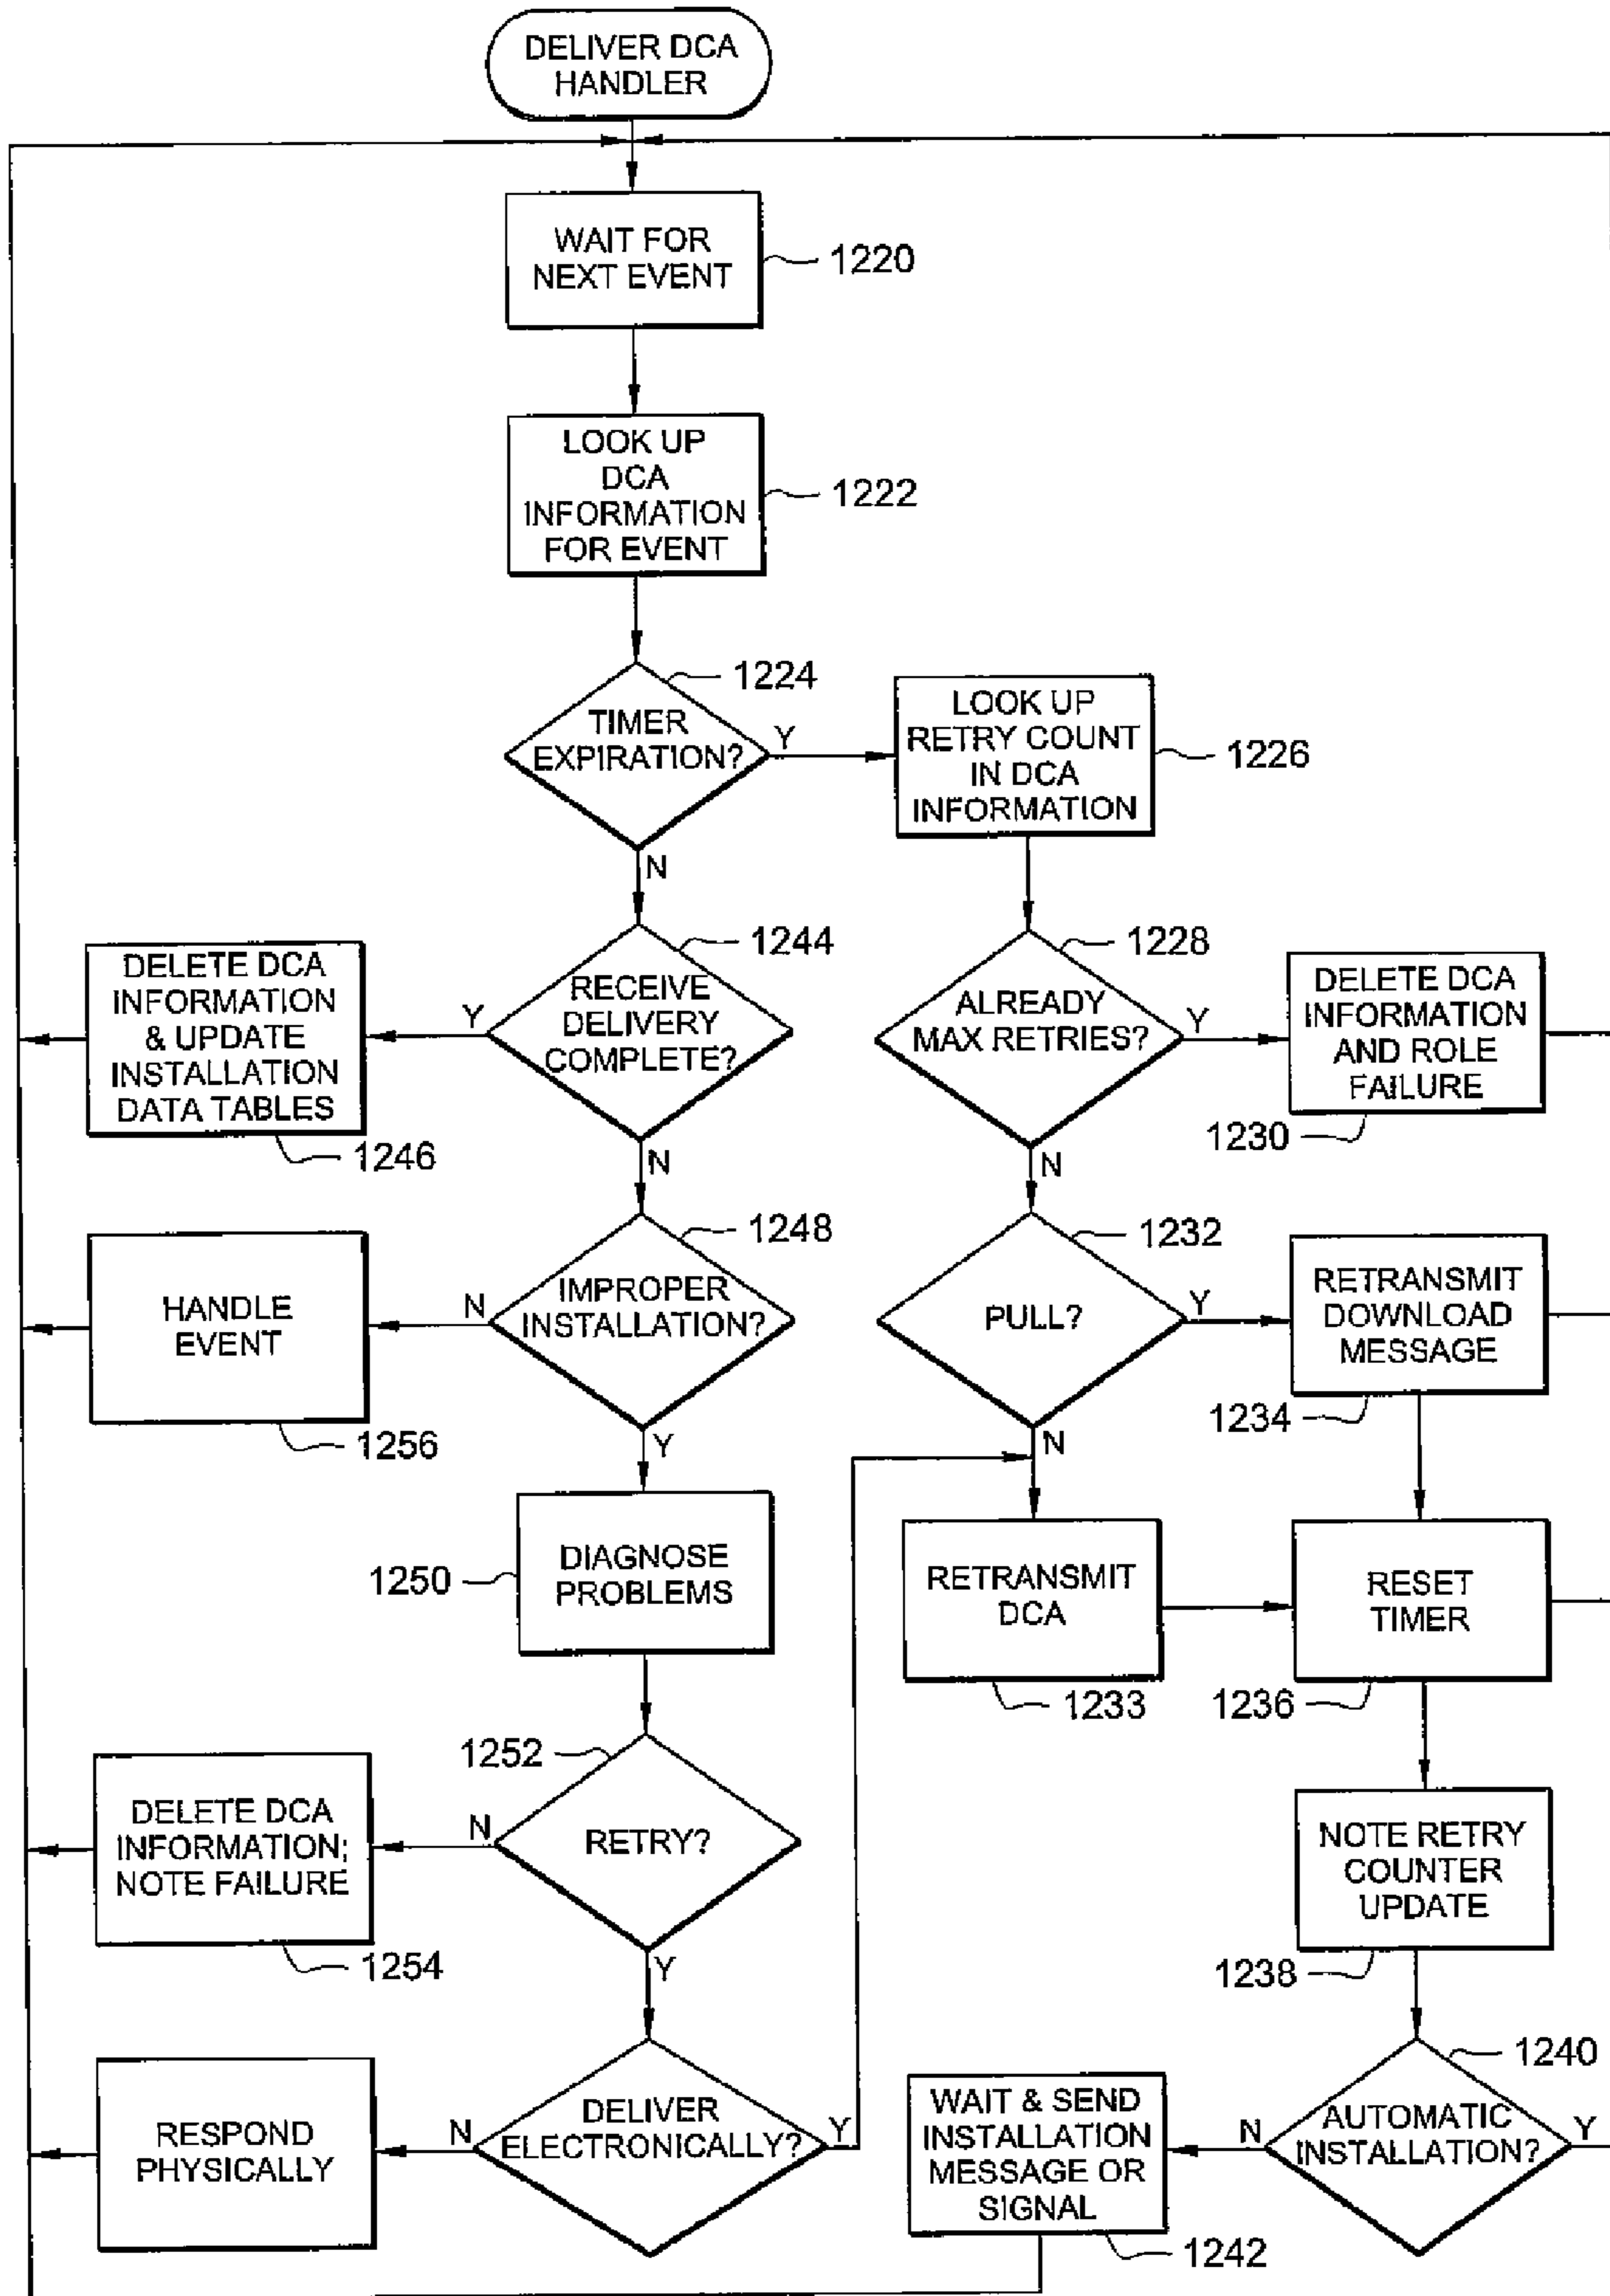 DELIVER DCA
HANDLER
WAIT FOR
NEXT EVENT
1220
LOOK UP
DCA
INFORMATION
FOR EVENT
1222
TIMER
EXPIRATION?
1224
Y
N
LOOK UP
RETRY COUNT
IN DCA
INFORMATION
1226
DELETE DCA
INFORMATION
& UPDATE
INSTALLATION
DATA TABLES
1246
Y
RECEIVE
DELIVERY
COMPLETE?
1244
N
ALREADY
MAX RETRIES?
1228
Y
N
DELETE DCA
INFORMATION
AND ROLE
FAILURE
1230
HANDLE
EVENT
1256
N
IMPROPER
INSTALLATION?
1248
Y
PULL?
1232
Y
N
RETRANSMIT
DOWNLOAD
MESSAGE
1234
DIAGNOSE
PROBLEMS
1250
RETRANSMIT
DCA
1233
RESET
TIMER
1236
DELETE DCA
INFORMATION;
NOTE FAILURE
1254
N
RETRY?
1252
Y
NOTE RETRY
COUNTER
UPDATE
1238
RESPOND
PHYSICALLY
N
DELIVER
ELECTRONICALLY?
Y
WAIT & SEND
INSTALLATION
MESSAGE OR
SIGNAL
1242
N
AUTOMATIC
INSTALLATION?
1240
Y